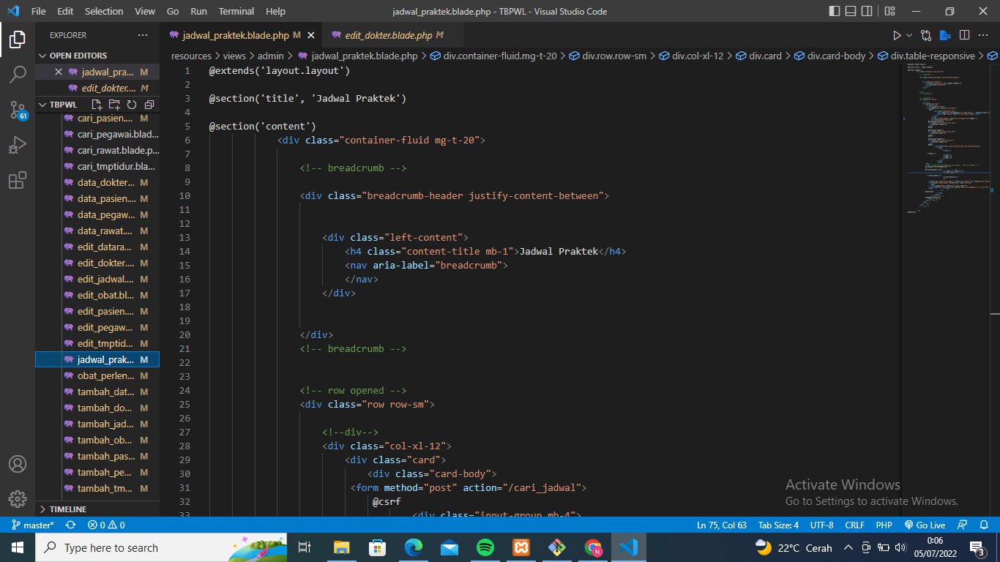 File Edit Selection View Go Run Terminal Help jadwal_praktek.blade.php - TBPWL - Visual Studio Code
EXPLORER ···
OPEN EDITORS
jadwal_pra... M
edit_dokter.... M
TBPWL
cari_pasien.... M
cari_pegawai.blad...
cari_rawat.blade.p...
cari_tmptidur.bla...
data_dokter... M
data_pasien.... M
data_pegaw... M
data_rawat.... M
edit_datara... M
edit_dokter.... M
edit_jadwal.... M
edit_obat.bl... M
edit_pasien.... M
edit_pegaw... M
edit_tmptid... M
jadwal_prak... M
obat_perlen... M
tambah_dat... M
tambah_do... M
tambah_jad... M
tambah_ob... M
tambah_pas... M
tambah_pe... M
tambah_tm... M
TIMELINE
61
jadwal_praktek.blade.php M edit_dokter.blade.php M
resources > views > admin > jadwal_praktek.blade.php > div.container-fluid.mg-t-20 > div.row.row-sm > div.col-xl-12 > div.card > div.card-body > div.table-responsive >
1 @extends('layout.layout')
2
3 @section('title', 'Jadwal Praktek')
4
5 @section('content')
6 <div class="container-fluid mg-t-20">
7
8 <!-- breadcrumb -->
9
10 <div class="breadcrumb-header justify-content-between">
11
12
13 <div class="left-content">
14 <h4 class="content-title mb-1">Jadwal Praktek</h4>
15 <nav aria-label="breadcrumb">
16 </nav>
17 </div>
18
19
20 </div>
21 <!-- breadcrumb -->
22
23
24 <!-- row opened -->
25 <div class="row row-sm">
26
27 <!--div-->
28 <div class="col-xl-12">
29 <div class="card">
30 <div class="card-body">
31 <form method="post" action="/cari_jadwal">
32 @csrf
33 <div class="input-group mb-4">
Activate Windows
Go to Settings to activate Windows.
master* 0 0 Ln 75, Col 63 Tab Size: 4 UTF-8 CRLF PHP Go Live
Type here to search 22°C Cerah 0:06
05/07/2022
3
N